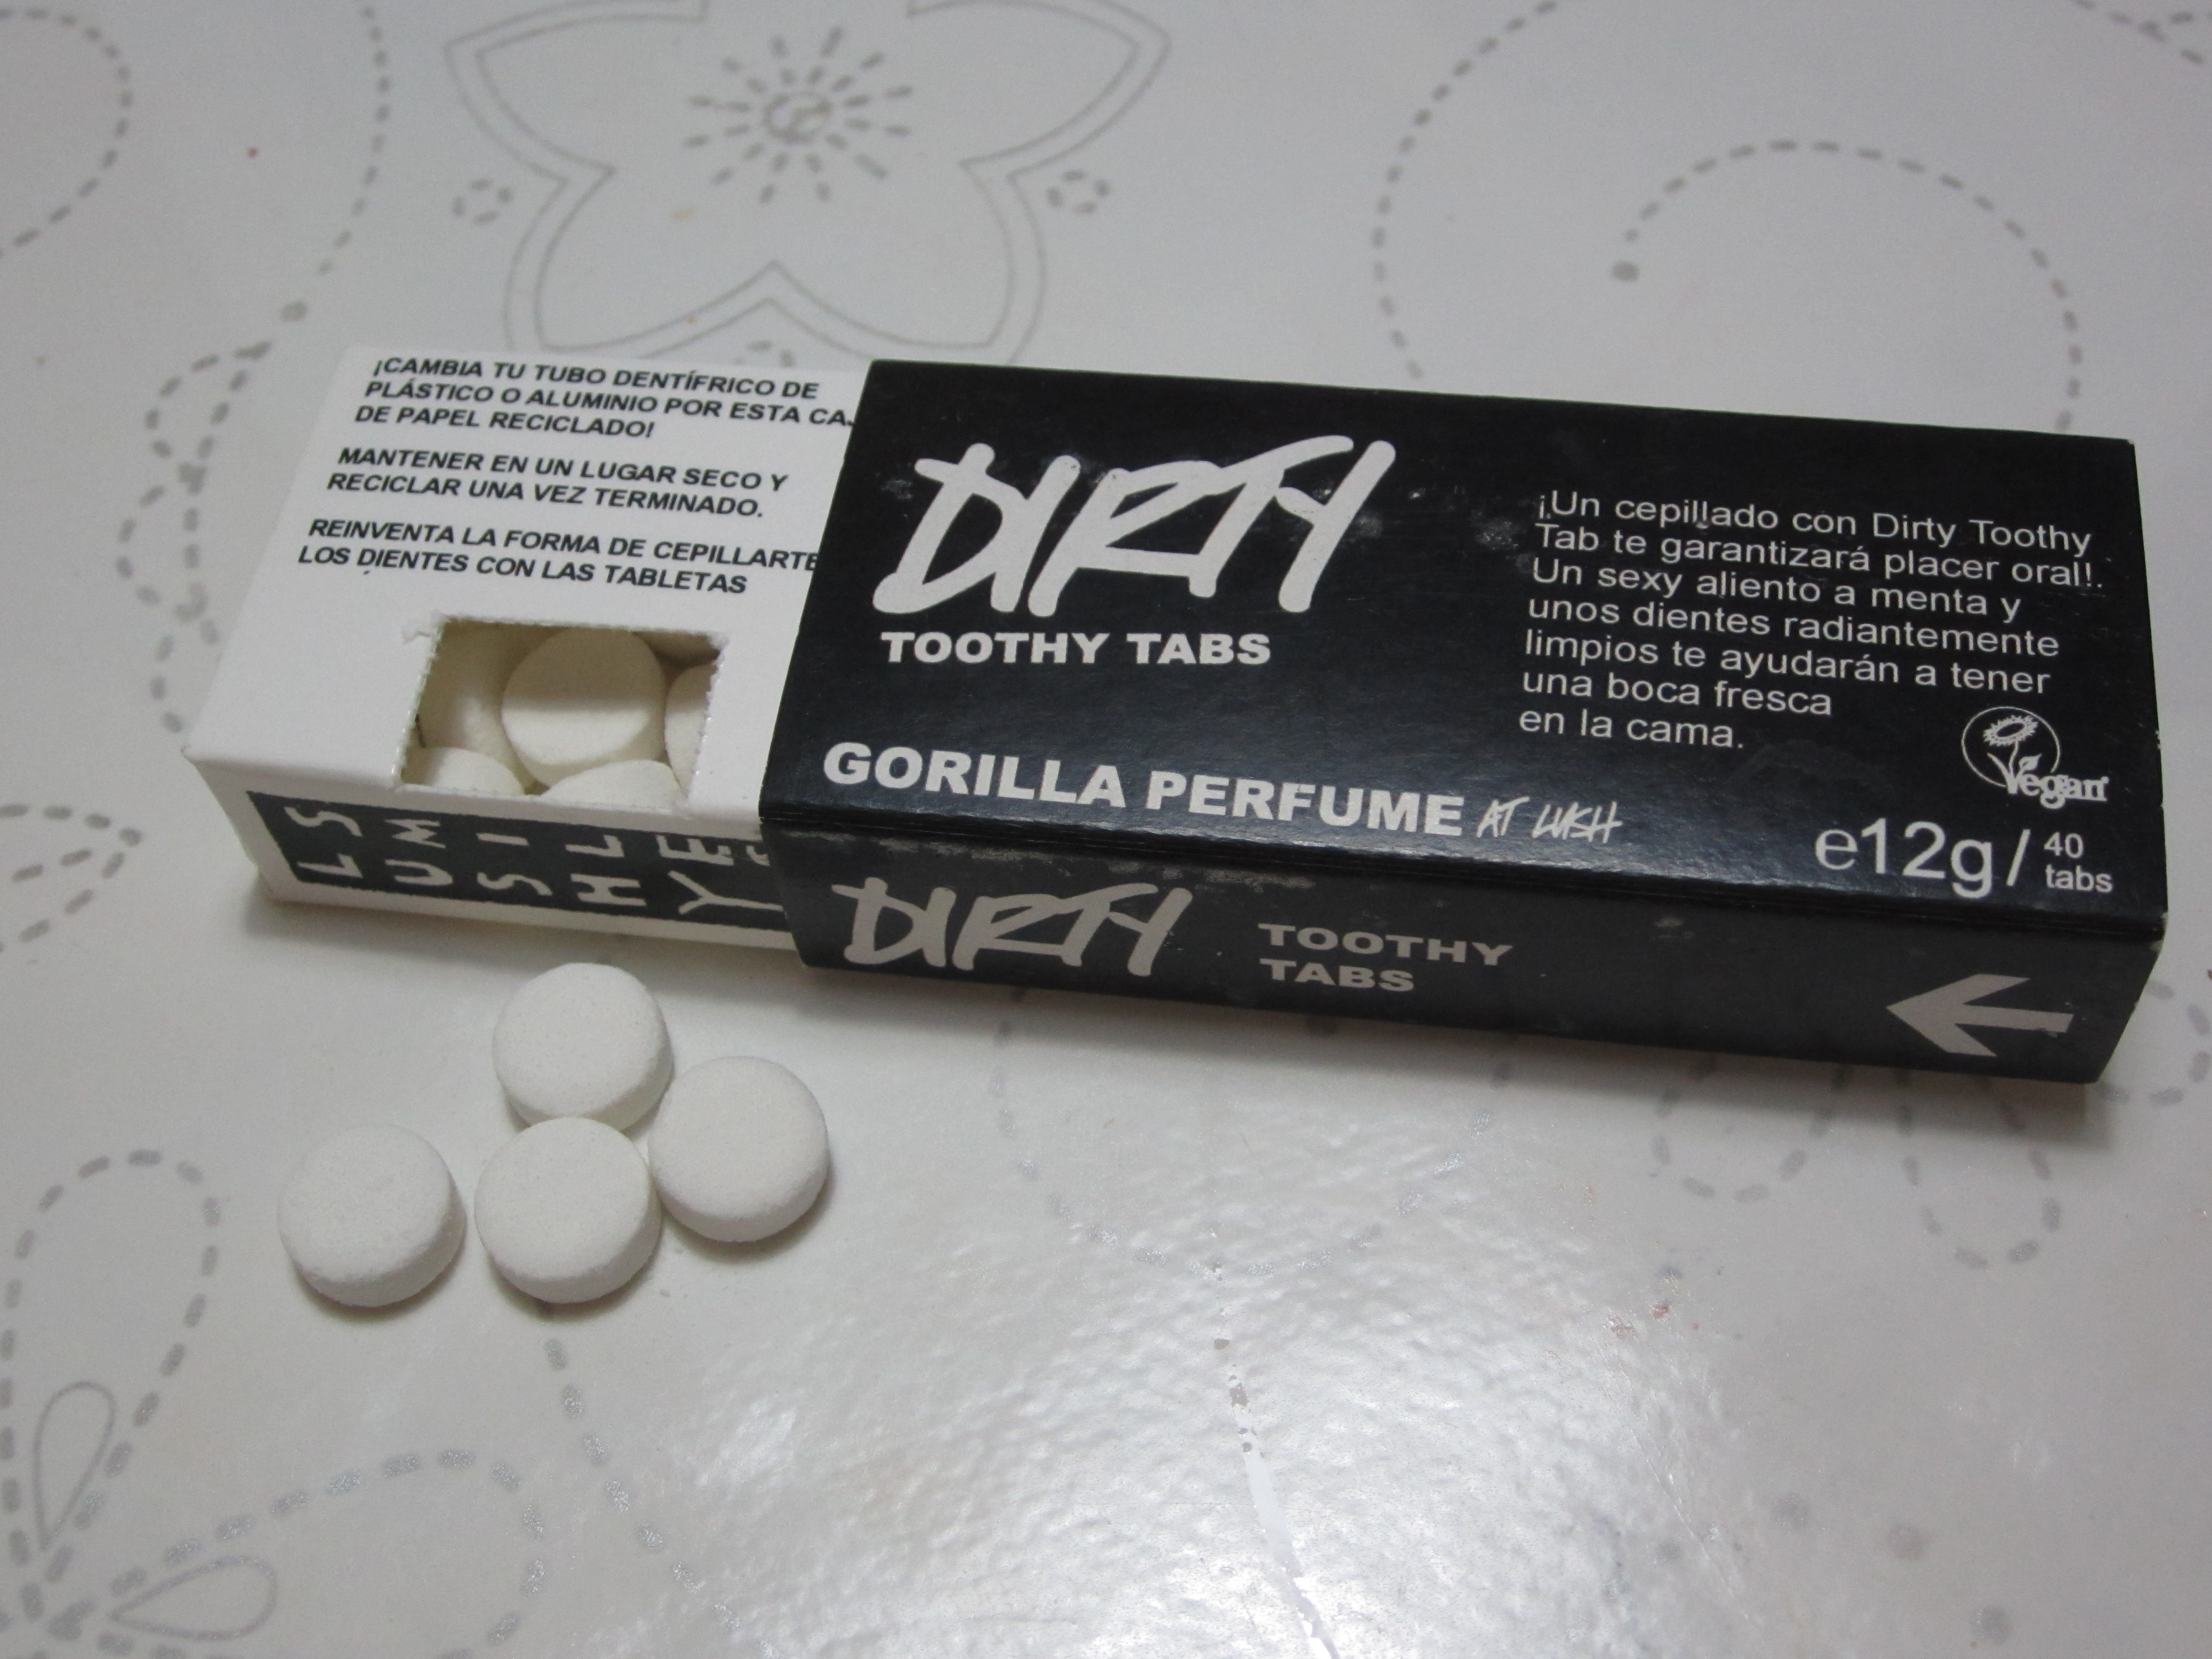 ¡CAMBIA TU TUBO DENTÍFRICO DE
PLÁSTICO O ALUMINIO POR ESTA
DE PAPEL RECICLADO!
MANTENER EN UN LUGAR SECO Y
RECICLAR UNA VEZ TERMINADO.
REINVENTA LA FORMA DE CEPILLARTE
LOS DIENTES CON LAS TABLETAS
LUSHY
SMILE
DIRTY
TOOTHY TABS
GORILLA PERFUME AT LUSH
¡Un cepillado con Dirty Toothy
Tab te garantizará placer oral!.
Un sexy aliento a menta y
unos dientes radiantemente
limpios te ayudarán a tener
una boca fresca
en la cama.
Vegan
e12g/ 40
tabs
DIRTY
TOOTHY
TABS